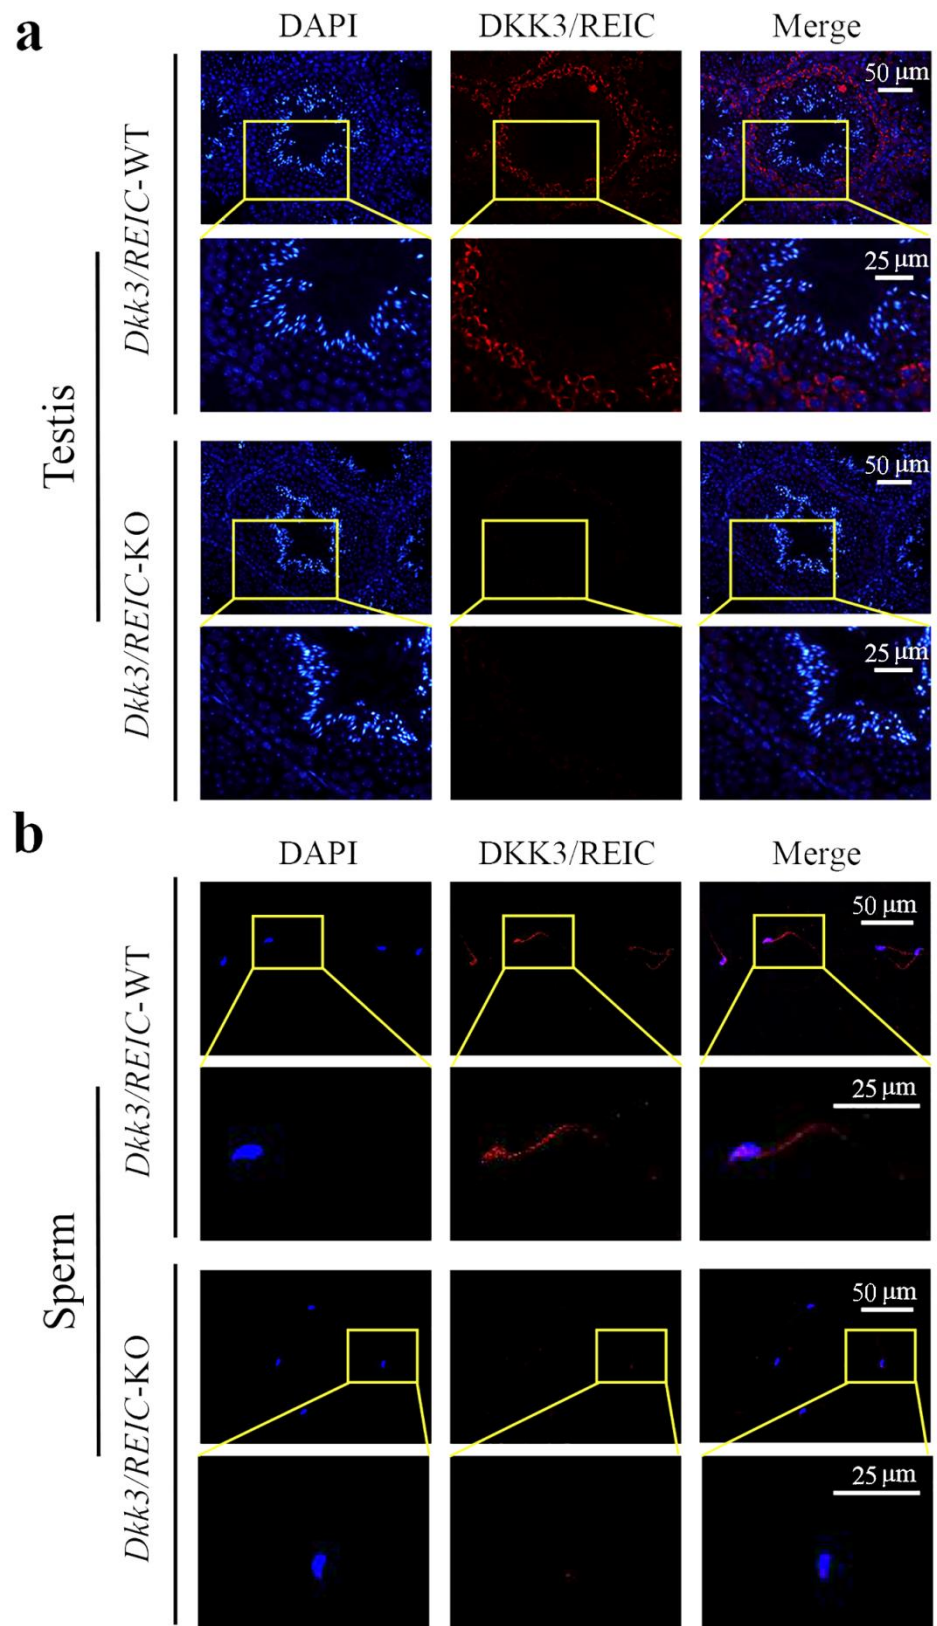 a
DAPI DKK3/REIC Merge
Testis
Dkk3/REIC-WT
50 μm
25 μm
Dkk3/REIC-KO
50 μm
25 μm
b
DAPI DKK3/REIC Merge
Sperm
Dkk3/REIC-WT
50 μm
25 μm
Dkk3/REIC-KO
50 μm
25 μm